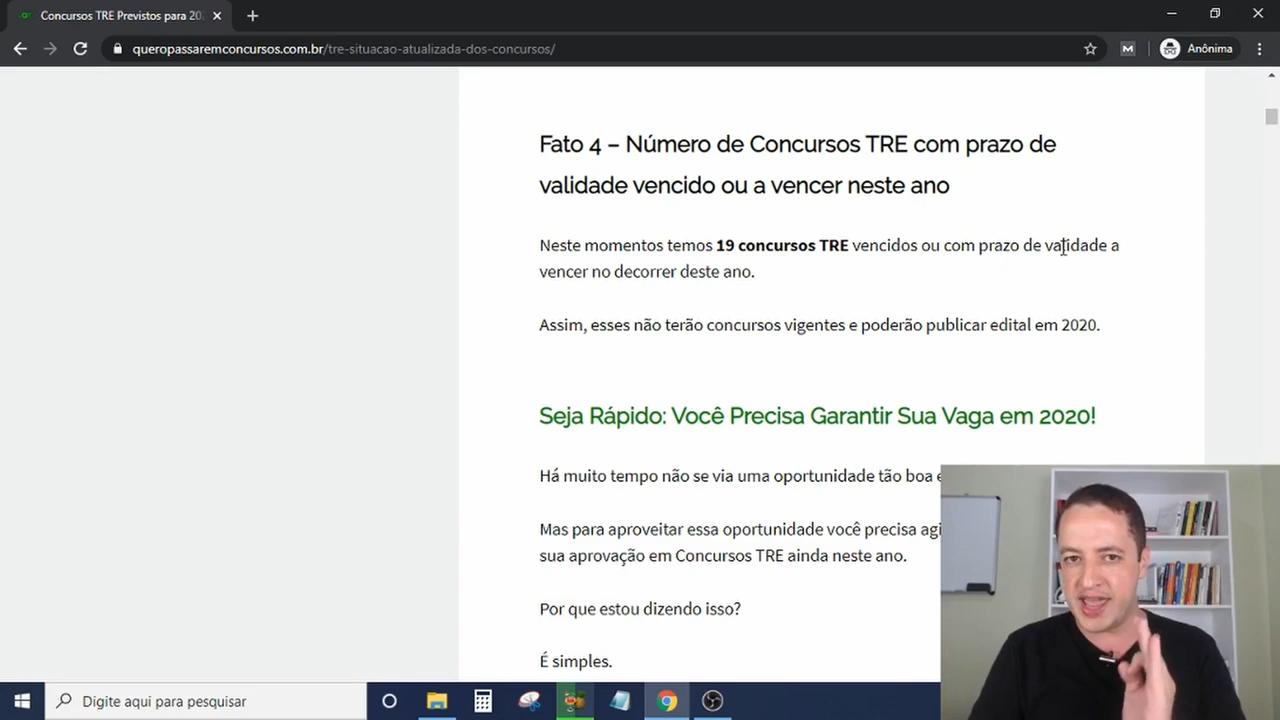 Concursos TRE Previstos para 20
queropassaremconcursos.com.br/tre-situacao-atualizada-dos-concursos/
Anônima
Fato 4 – Número de Concursos TRE com prazo de
validade vencido ou a vencer neste ano
Neste momentos temos 19 concursos TRE vencidos ou com prazo de validade a
vencer no decorrer deste ano.
Assim, esses não terão concursos vigentes e poderão publicar edital em 2020.
Seja Rápido: Você Precisa Garantir Sua Vaga em 2020!
Há muito tempo não se via uma oportunidade tão boa
Mas para aproveitar essa oportunidade você precisa
sua aprovação em Concursos TRE ainda neste ano.
Por que estou dizendo isso?
É simples.
Digite aqui para pesquisar